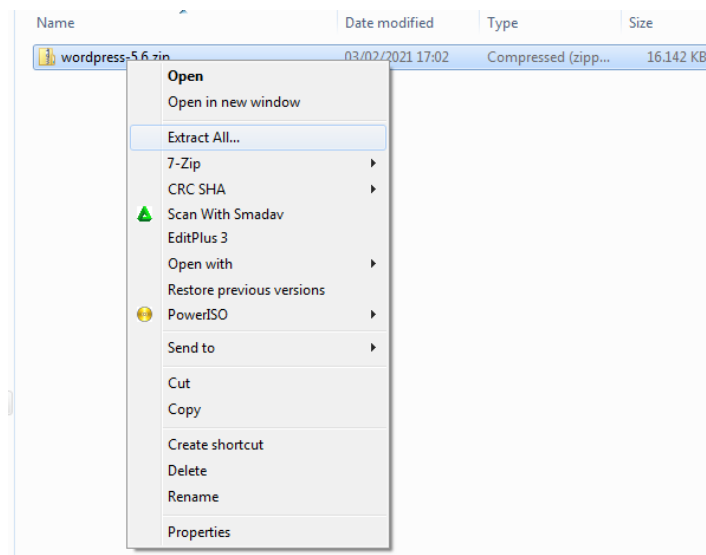 Name Date modified Type Size
wordpress-5.6.zip 03/02/2021 17:02 Compressed (zipp... 16.142 KB
Open
Open in new window
Extract All...
7-Zip
CRC SHA
Scan With Smadav
EditPlus 3
Open with
Restore previous versions
PowerISO
Send to
Cut
Copy
Create shortcut
Delete
Rename
Properties